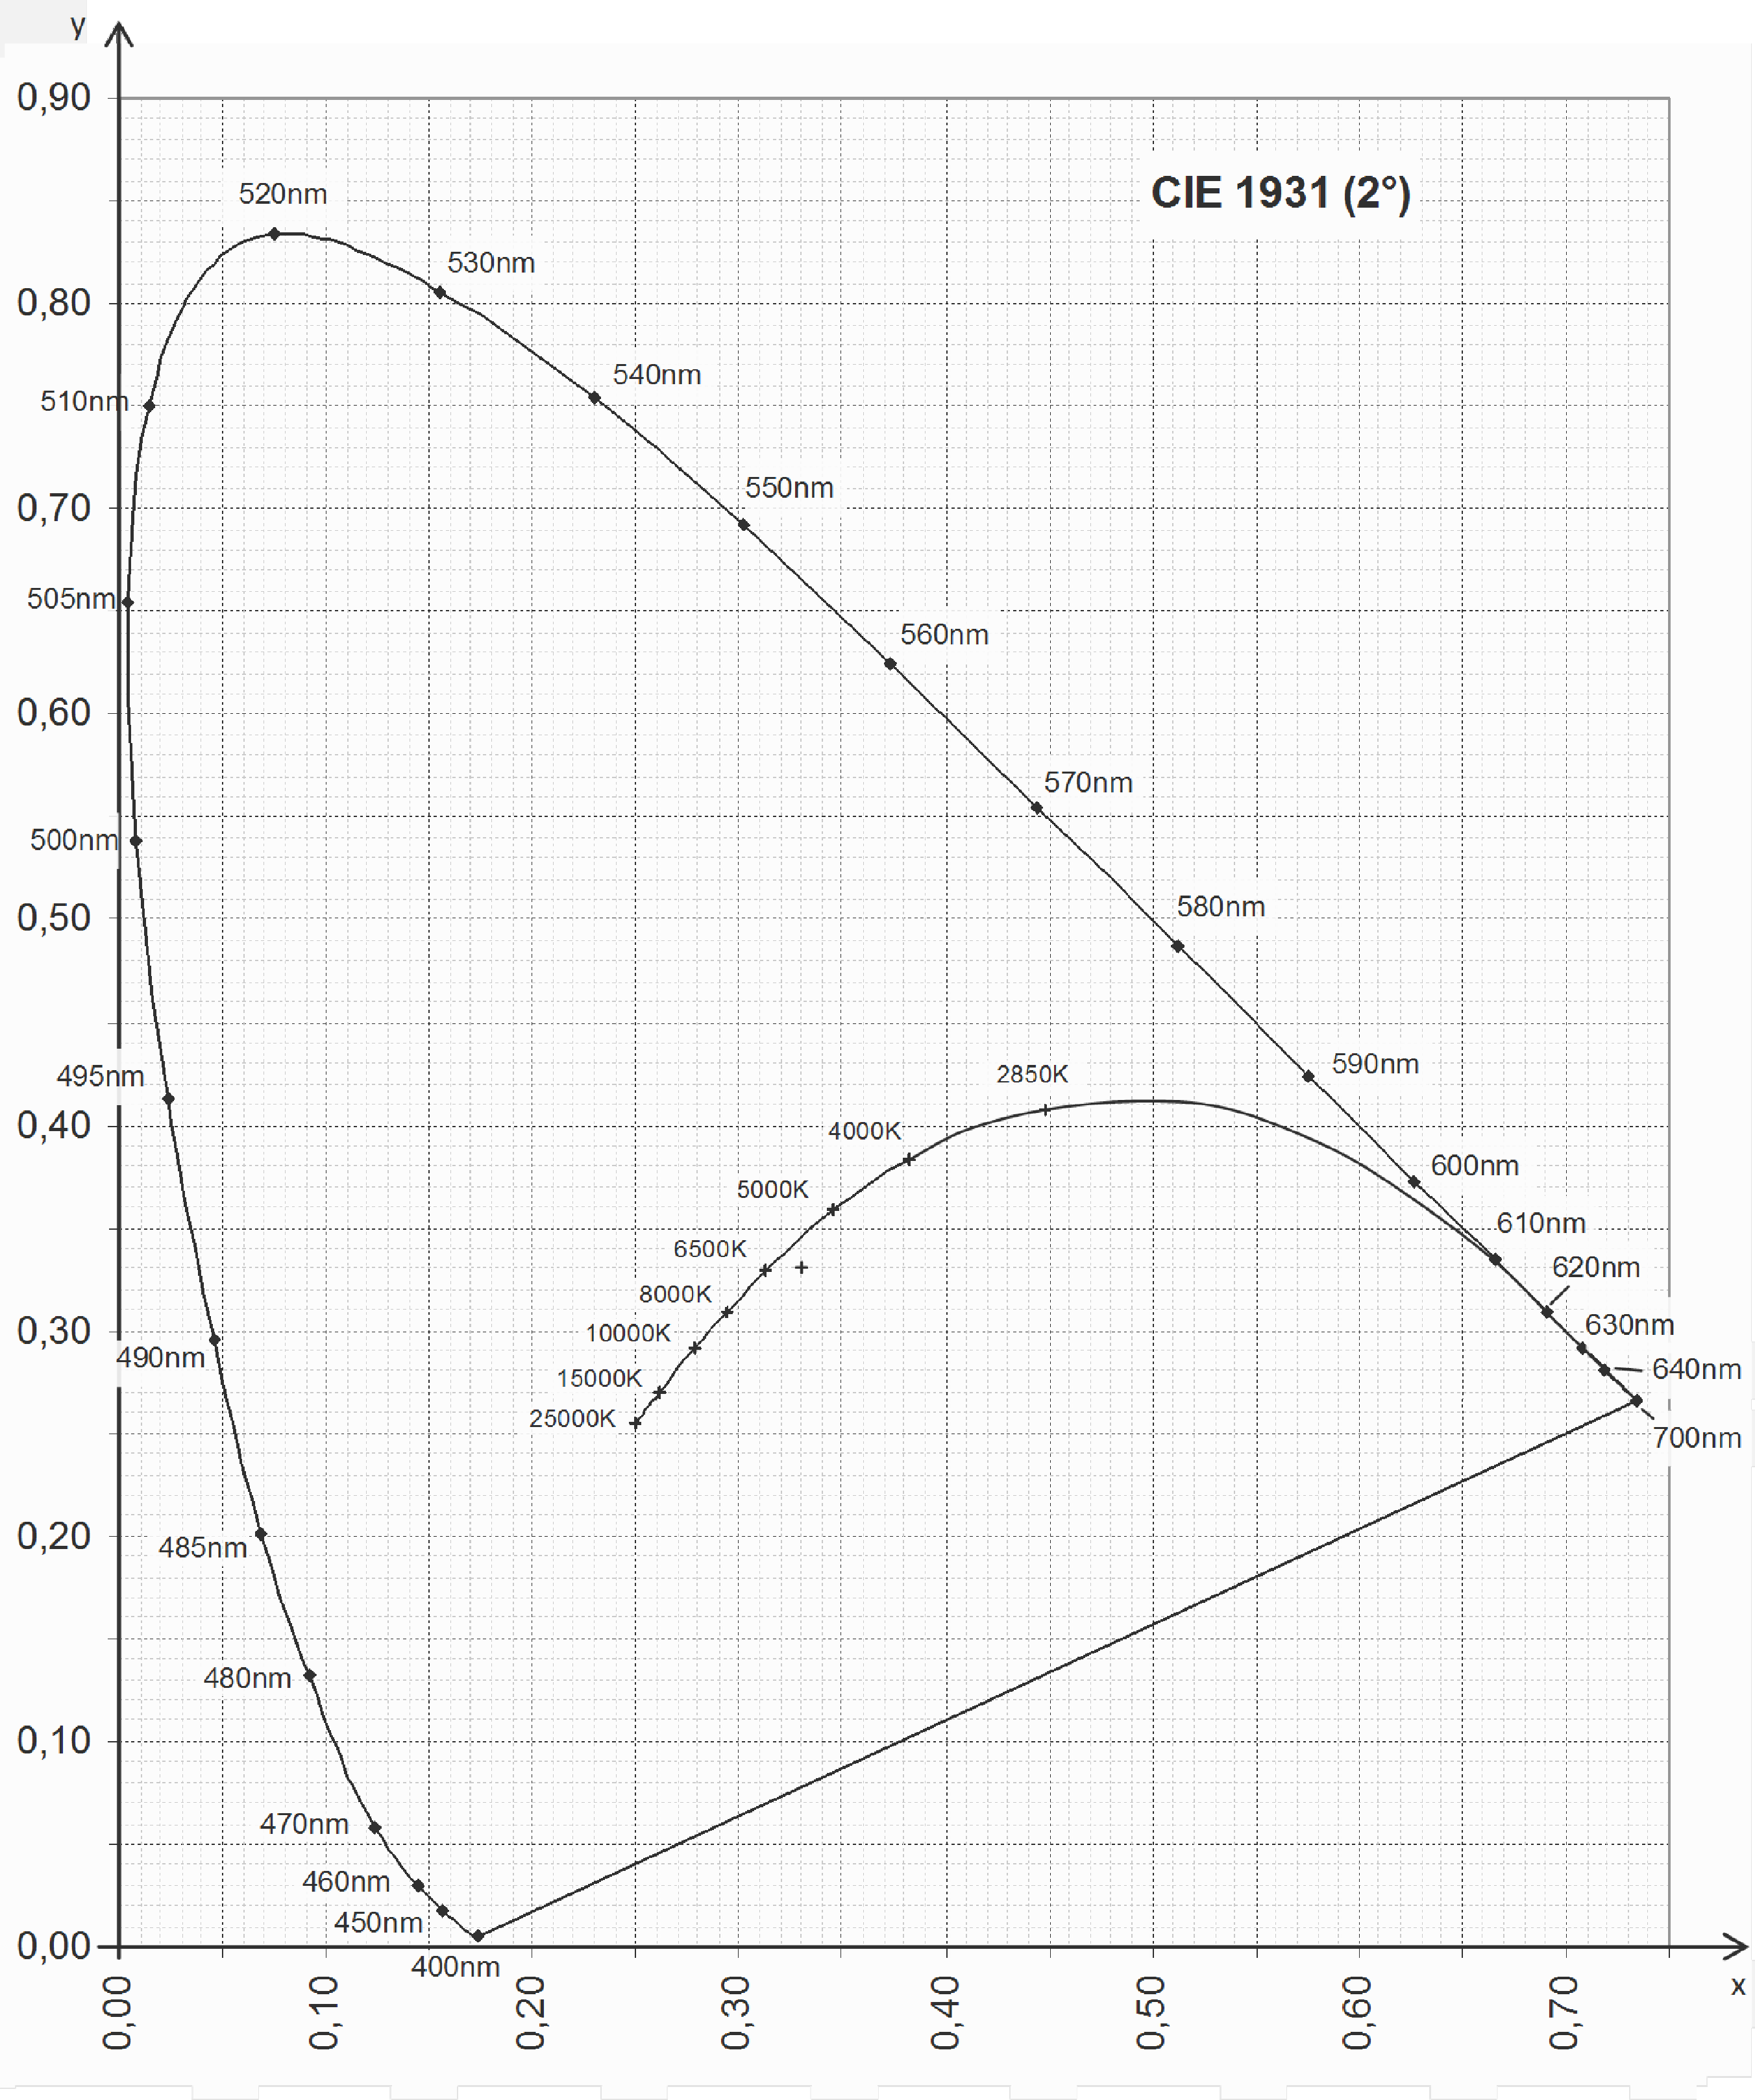 y
0,90
CIE 1931 (2°)
520nm
530nm
0,80
540nm
510nm
550nm
0,70
505nm
560nm
0,60
570nm
500nm
580nm
0,50
590nm
2850K
495nm
4000K
0,40
600nm
5000K
610nm
6500K
620nm
8000K
630nm
10000K
0,30
490nm
640nm
15000K
25000K
700nm
0,20
485nm
480nm
0,10
470nm
460nm
450nm
0,00
400nm
x
0,00
0,10
0,20
0,30
0,40
0,50
0,60
0,70